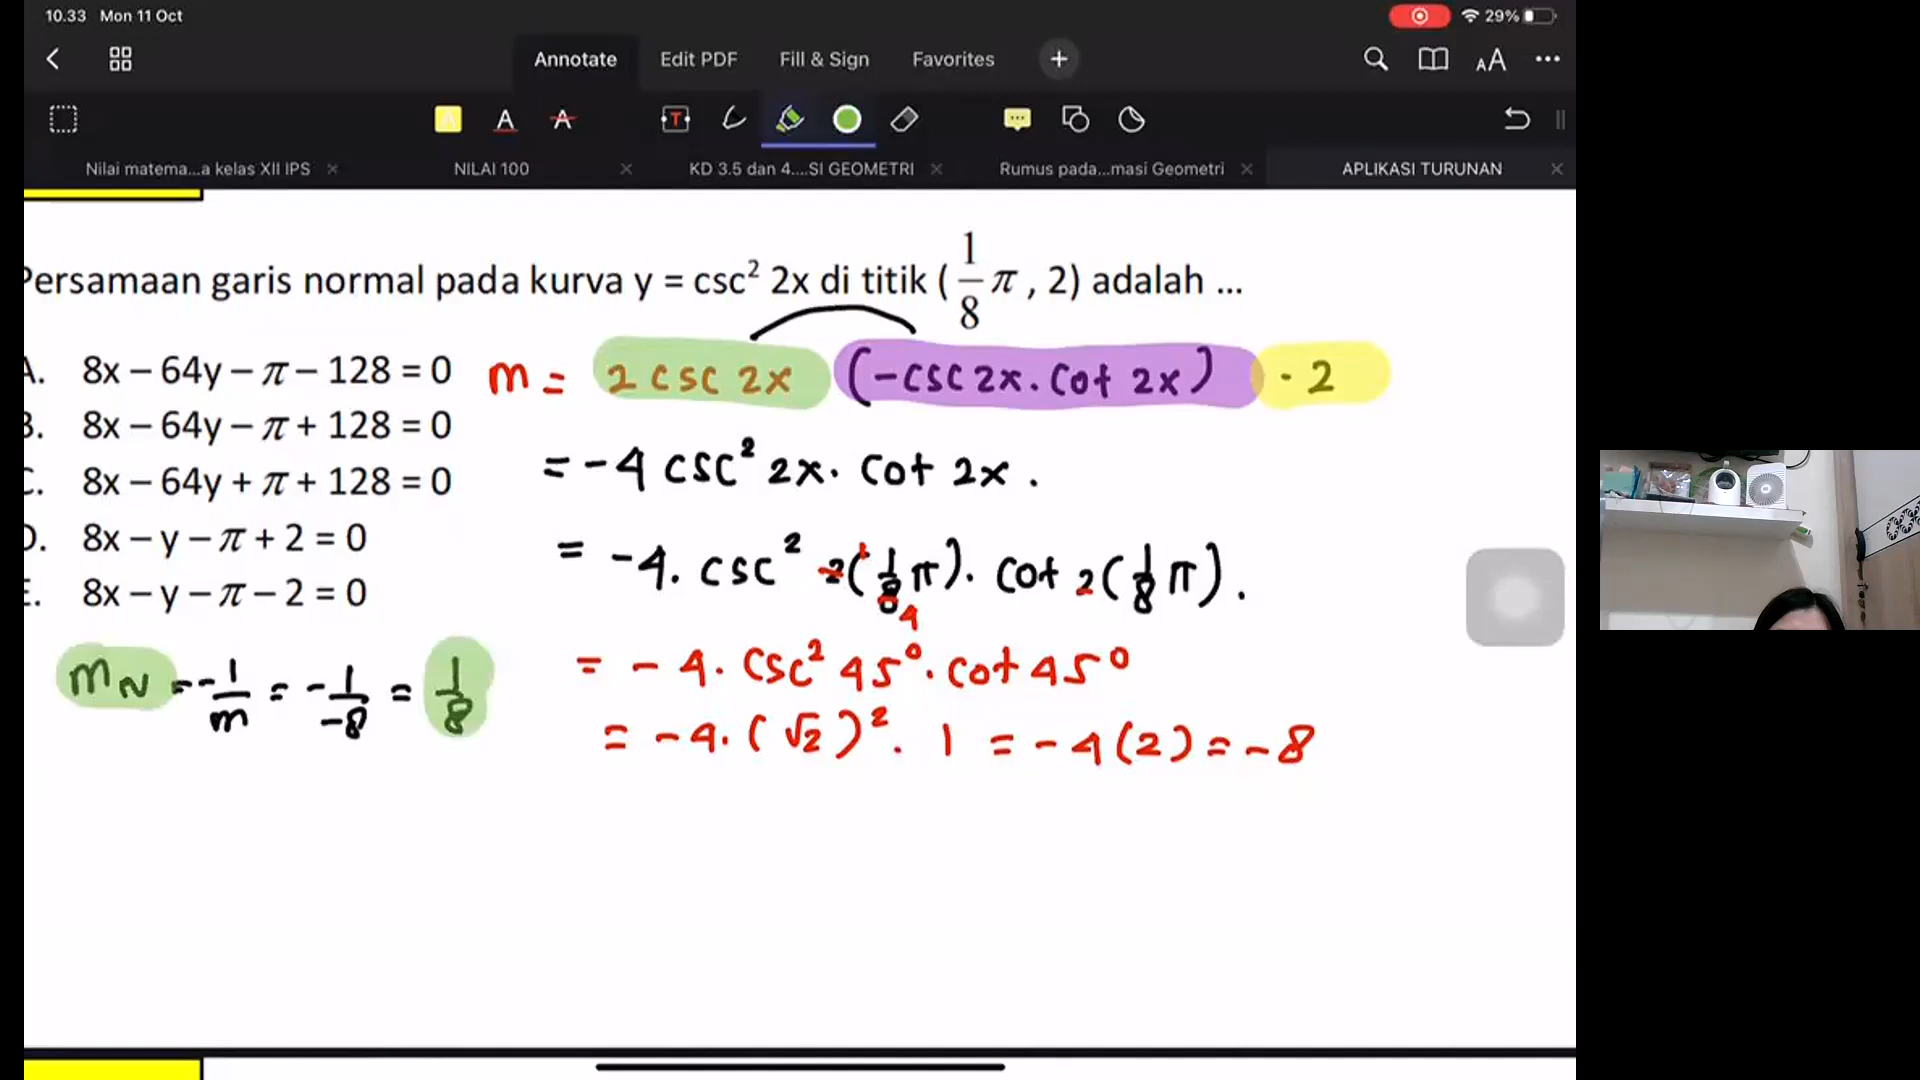 10.33 Mon 11 Oct
29%
Annotate Edit PDF Fill & Sign Favorites +
Nilai matema...a kelas XII IPS × NILAI 100 × KD 3.5 dan 4....SI GEOMETRI × Rumus pada...masi Geometri × APLIKASI TURUNAN ×
Persamaan garis normal pada kurva y = csc² 2x di titik (1/8 π , 2) adalah ...
A. 8x – 64y – π – 128 = 0
B. 8x – 64y – π + 128 = 0
C. 8x – 64y + π + 128 = 0
D. 8x – y – π + 2 = 0
E. 8x – y – π – 2 = 0
m = 2 csc 2x (-csc 2x . cot 2x) · 2
= -4 csc² 2x . cot 2x .
= -4. csc² 2(1/8 π). cot 2(1/8 π).
1
4
= -4. csc² 45°. cot 45°
= -4. (√2)². 1 = -4(2) = -8
mN = -1/m = -1/-8 = 1/8